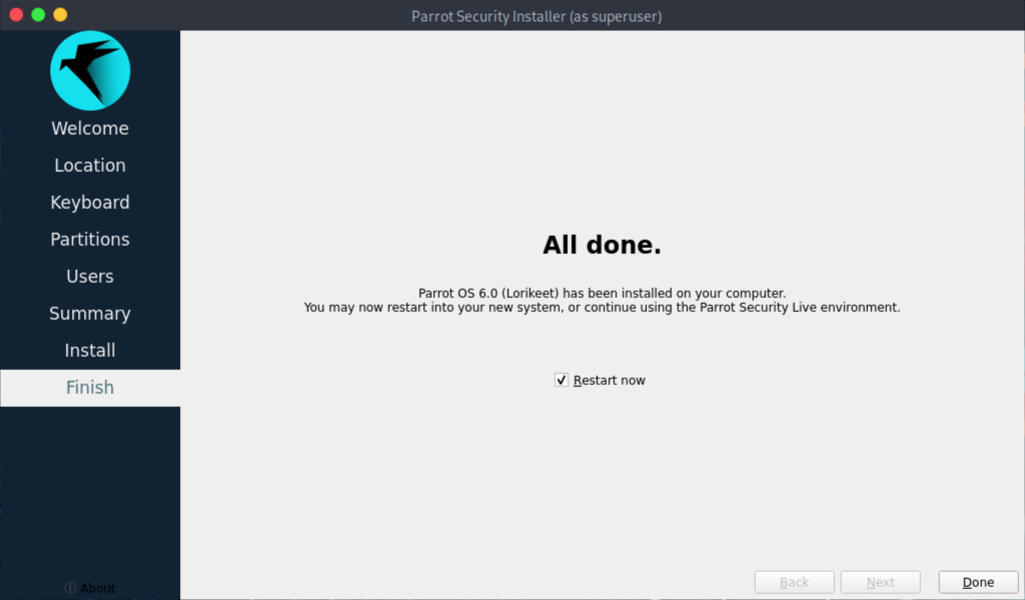 Parrot Security Installer (as superuser)
Welcome
Location
Keyboard
Partitions
Users
Summary
Install
Finish
About
All done.
Parrot OS 6.0 (Lorikeet) has been installed on your computer.
You may now restart into your new system, or continue using the Parrot Security Live environment.
Restart now
Back
Next
Done